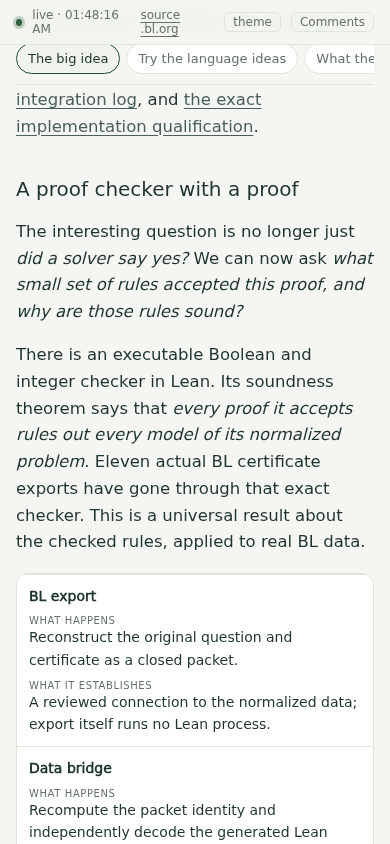 live · 01:48:16 AM
source.bl.org
theme
Comments
The big idea
Try the language ideas
What the
integration log, and the exact
implementation qualification.
A proof checker with a proof
The interesting question is no longer just
did a solver say yes? We can now ask what
small set of rules accepted this proof, and
why are those rules sound?
There is an executable Boolean and
integer checker in Lean. Its soundness
theorem says that every proof it accepts
rules out every model of its normalized
problem. Eleven actual BL certificate
exports have gone through that exact
checker. This is a universal result about
the checked rules, applied to real BL data.
BL export
WHAT HAPPENS
Reconstruct the original question and
certificate as a closed packet.
WHAT IT ESTABLISHES
A reviewed connection to the normalized data;
export itself runs no Lean process.
Data bridge
WHAT HAPPENS
Recompute the packet identity and
independently decode the generated Lean